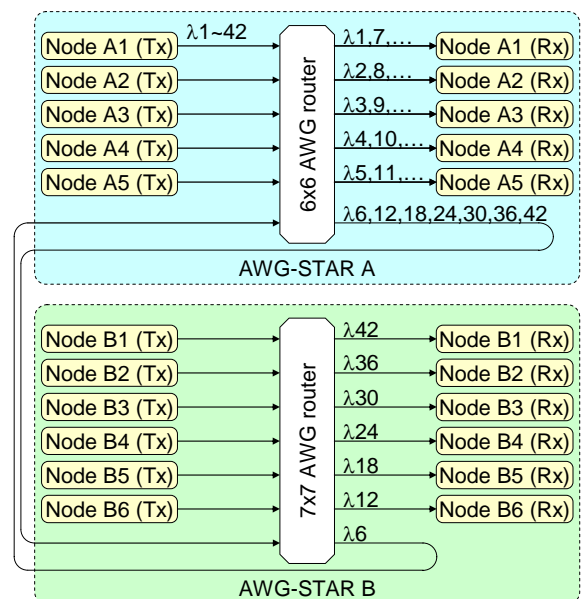 λ1~42
Node A1 (Tx) λ1,7,… Node A1 (Rx)
Node A2 (Tx) λ2,8,… Node A2 (Rx)
Node A3 (Tx) λ3,9,… Node A3 (Rx)
Node A4 (Tx) λ4,10,… Node A4 (Rx)
Node A5 (Tx) λ5,11,… Node A5 (Rx)
6x6 AWG router
λ6,12,18,24,30,36,42
AWG-STAR A
Node B1 (Tx) λ42 Node B1 (Rx)
Node B2 (Tx) λ36 Node B2 (Rx)
Node B3 (Tx) λ30 Node B3 (Rx)
Node B4 (Tx) λ24 Node B4 (Rx)
Node B5 (Tx) λ18 Node B5 (Rx)
Node B6 (Tx) λ12 Node B6 (Rx)
7x7 AWG router
λ6
AWG-STAR B